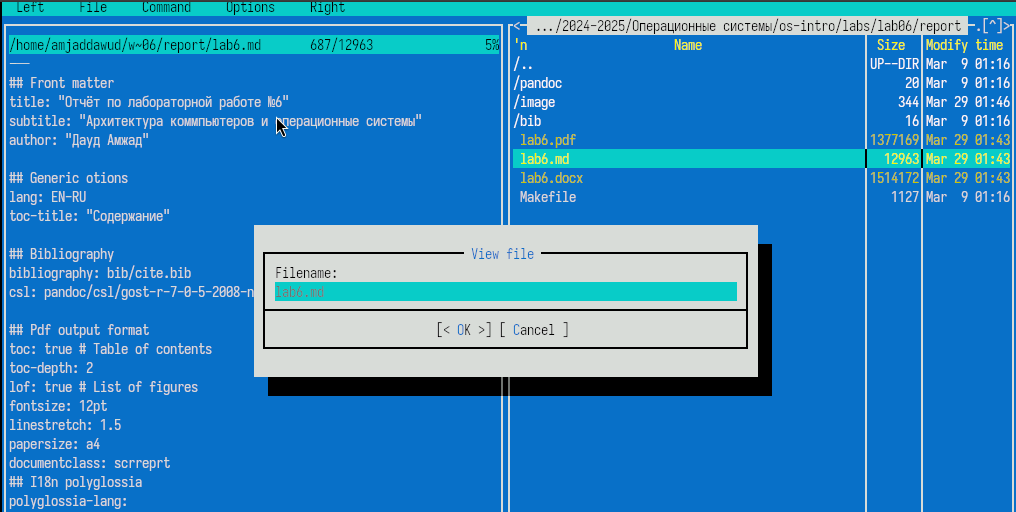 Left File Command Options Right
/home/amjaddawud/w~06/report/lab6.md 687/12963 5%
---
## Front matter
title: "Отчёт по лабораторной работе №6"
subtitle: "Архитектура коммпьютеров и операционные системы"
author: "Дауд Амжад"
## Generic otions
lang: EN-RU
toc-title: "Содержание"
## Bibliography
bibliography: bib/cite.bib
csl: pandoc/csl/gost-r-7-0-5-2008-n
## Pdf output format
toc: true # Table of contents
toc-depth: 2
lof: true # List of figures
fontsize: 12pt
linestretch: 1.5
papersize: a4
documentclass: scrreprt
## I18n polyglossia
polyglossia-lang:
<- .../2024-2025/Операционные системы/os-intro/labs/lab06/report .[^]>
'n Name Size Modify time
/.. UP--DIR Mar 9 01:16
/pandoc 20 Mar 9 01:16
/image 344 Mar 29 01:46
/bib 16 Mar 9 01:16
lab6.pdf 1377169 Mar 29 01:43
lab6.md 12963 Mar 29 01:43
lab6.docx 1514172 Mar 29 01:43
Makefile 1127 Mar 9 01:16
View file
Filename:
lab6.md
[< OK >] [ Cancel ]